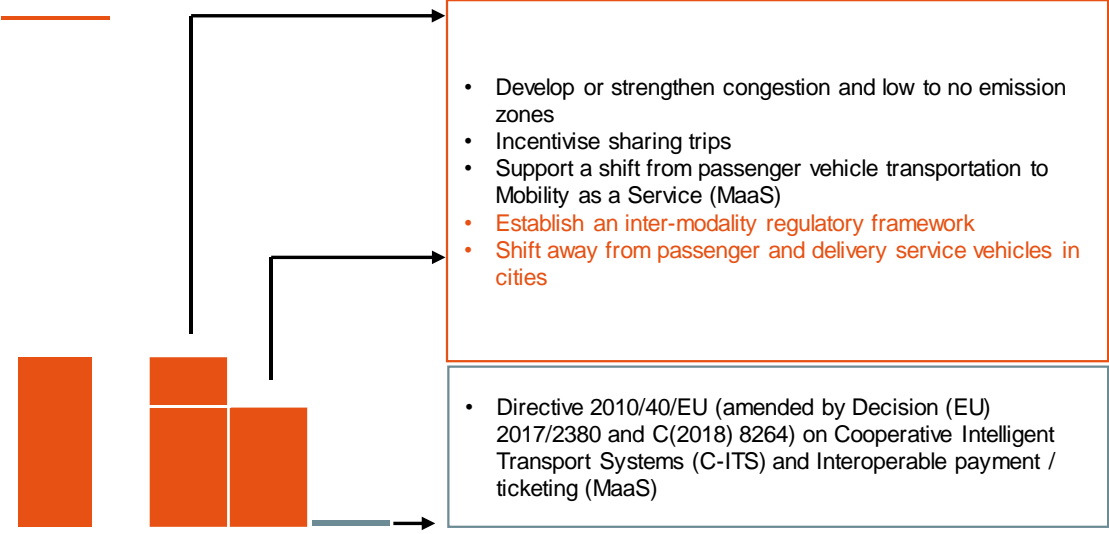 • Develop or strengthen congestion and low to no emission
zones
• Incentivise sharing trips
• Support a shift from passenger vehicle transportation to
Mobility as a Service (MaaS)
• Establish an inter-modality regulatory framework
• Shift away from passenger and delivery service vehicles in
cities
• Directive 2010/40/EU (amended by Decision (EU)
2017/2380 and C(2018) 8264) on Cooperative Intelligent
Transport Systems (C-ITS) and Interoperable payment /
ticketing (MaaS)